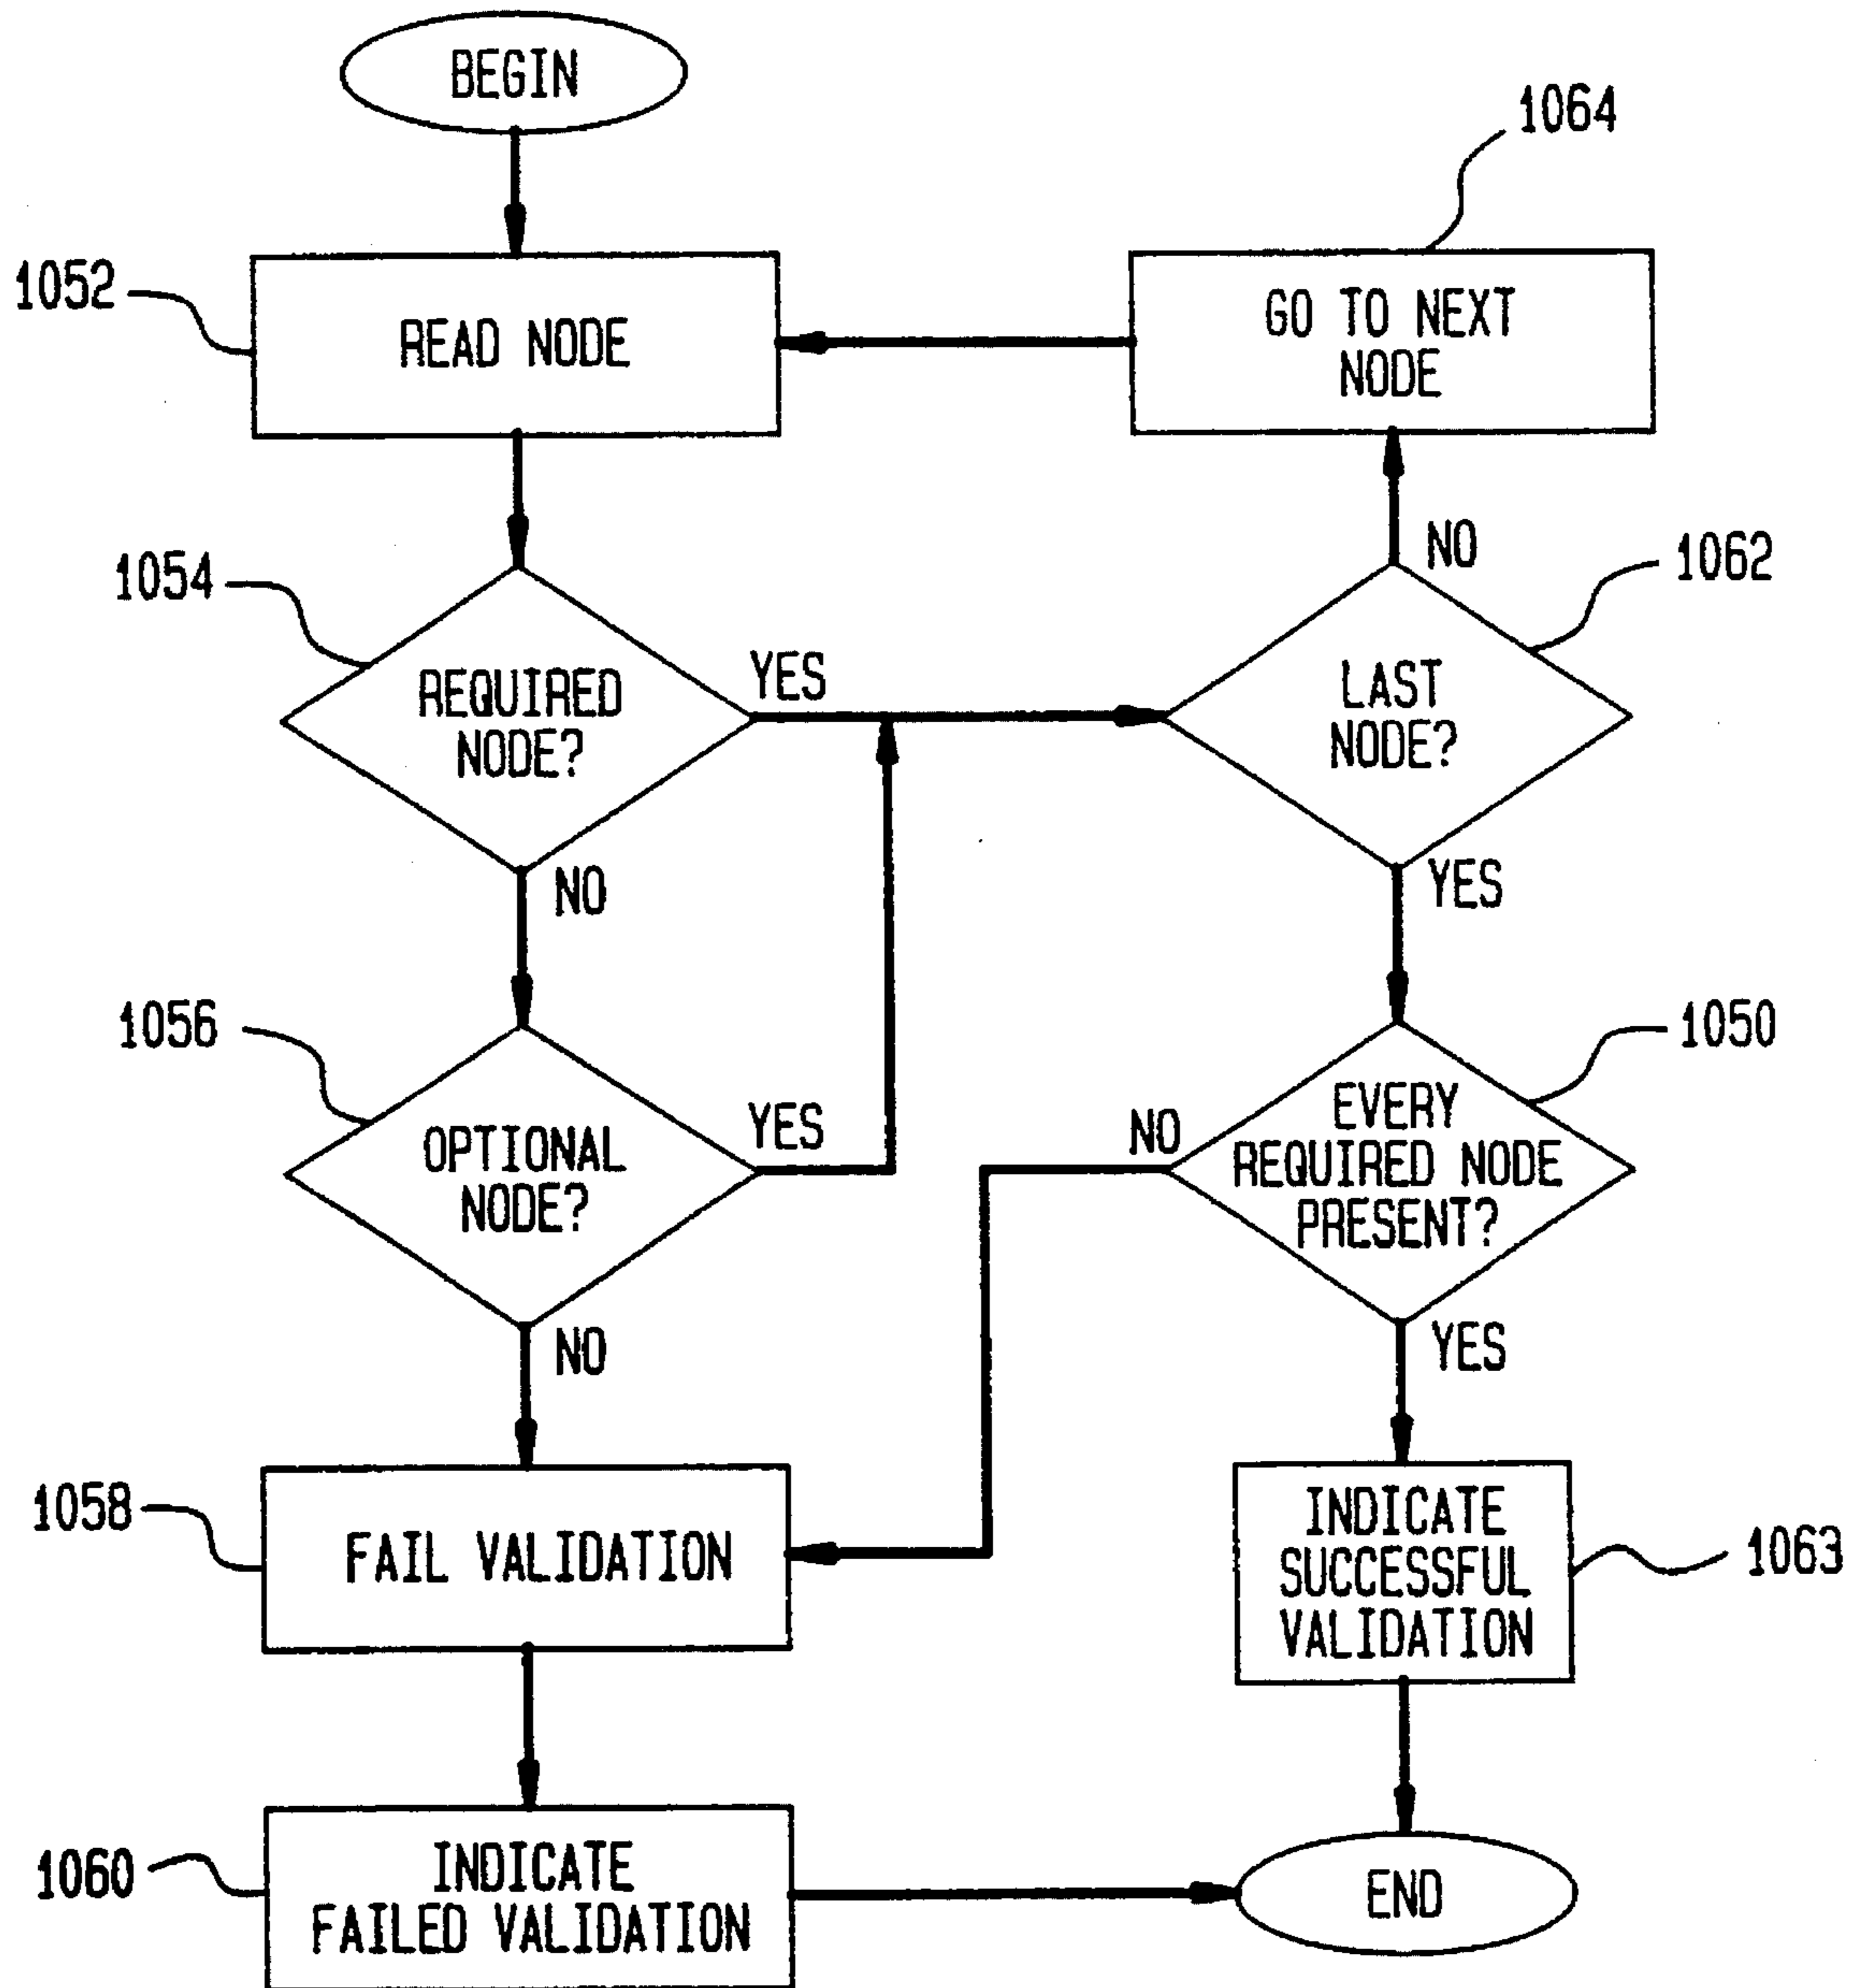 BEGIN
1064
1052
READ NODE
GO TO NEXT
NODE
1054
NO
1062
REQUIRED
NODE?
YES
LAST
NODE?
NO
YES
1056
1050
OPTIONAL
NODE?
YES
NO
EVERY
REQUIRED NODE
PRESENT?
NO
YES
1058
FAIL VALIDATION
INDICATE
SUCCESSFUL
VALIDATION
1063
1060
INDICATE
FAILED VALIDATION
END